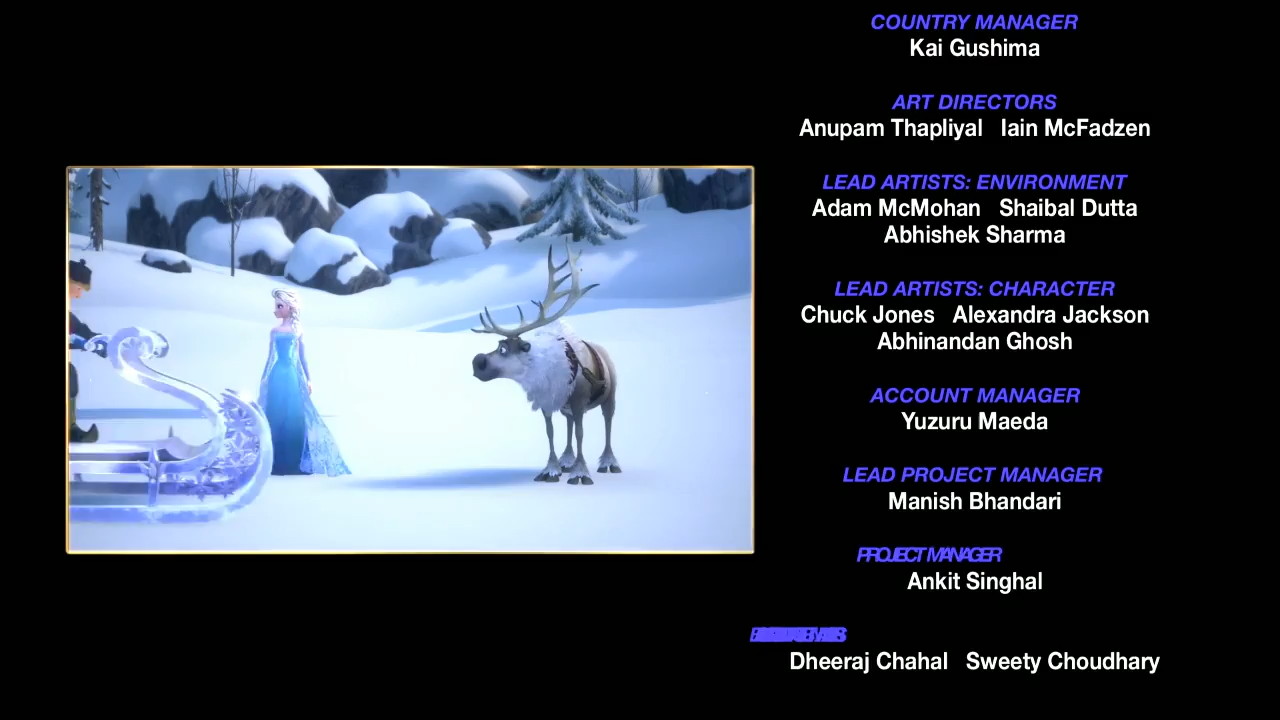 COUNTRY MANAGER
Kai Gushima
ART DIRECTORS
Anupam Thapliyal Iain McFadzen
LEAD ARTISTS: ENVIRONMENT
Adam McMohan Shaibal Dutta
Abhishek Sharma
LEAD ARTISTS: CHARACTER
Chuck Jones Alexandra Jackson
Abhinandan Ghosh
ACCOUNT MANAGER
Yuzuru Maeda
LEAD PROJECT MANAGER
Manish Bhandari
PROJECT MANAGER
Ankit Singhal
Dheeraj Chahal Sweety Choudhary